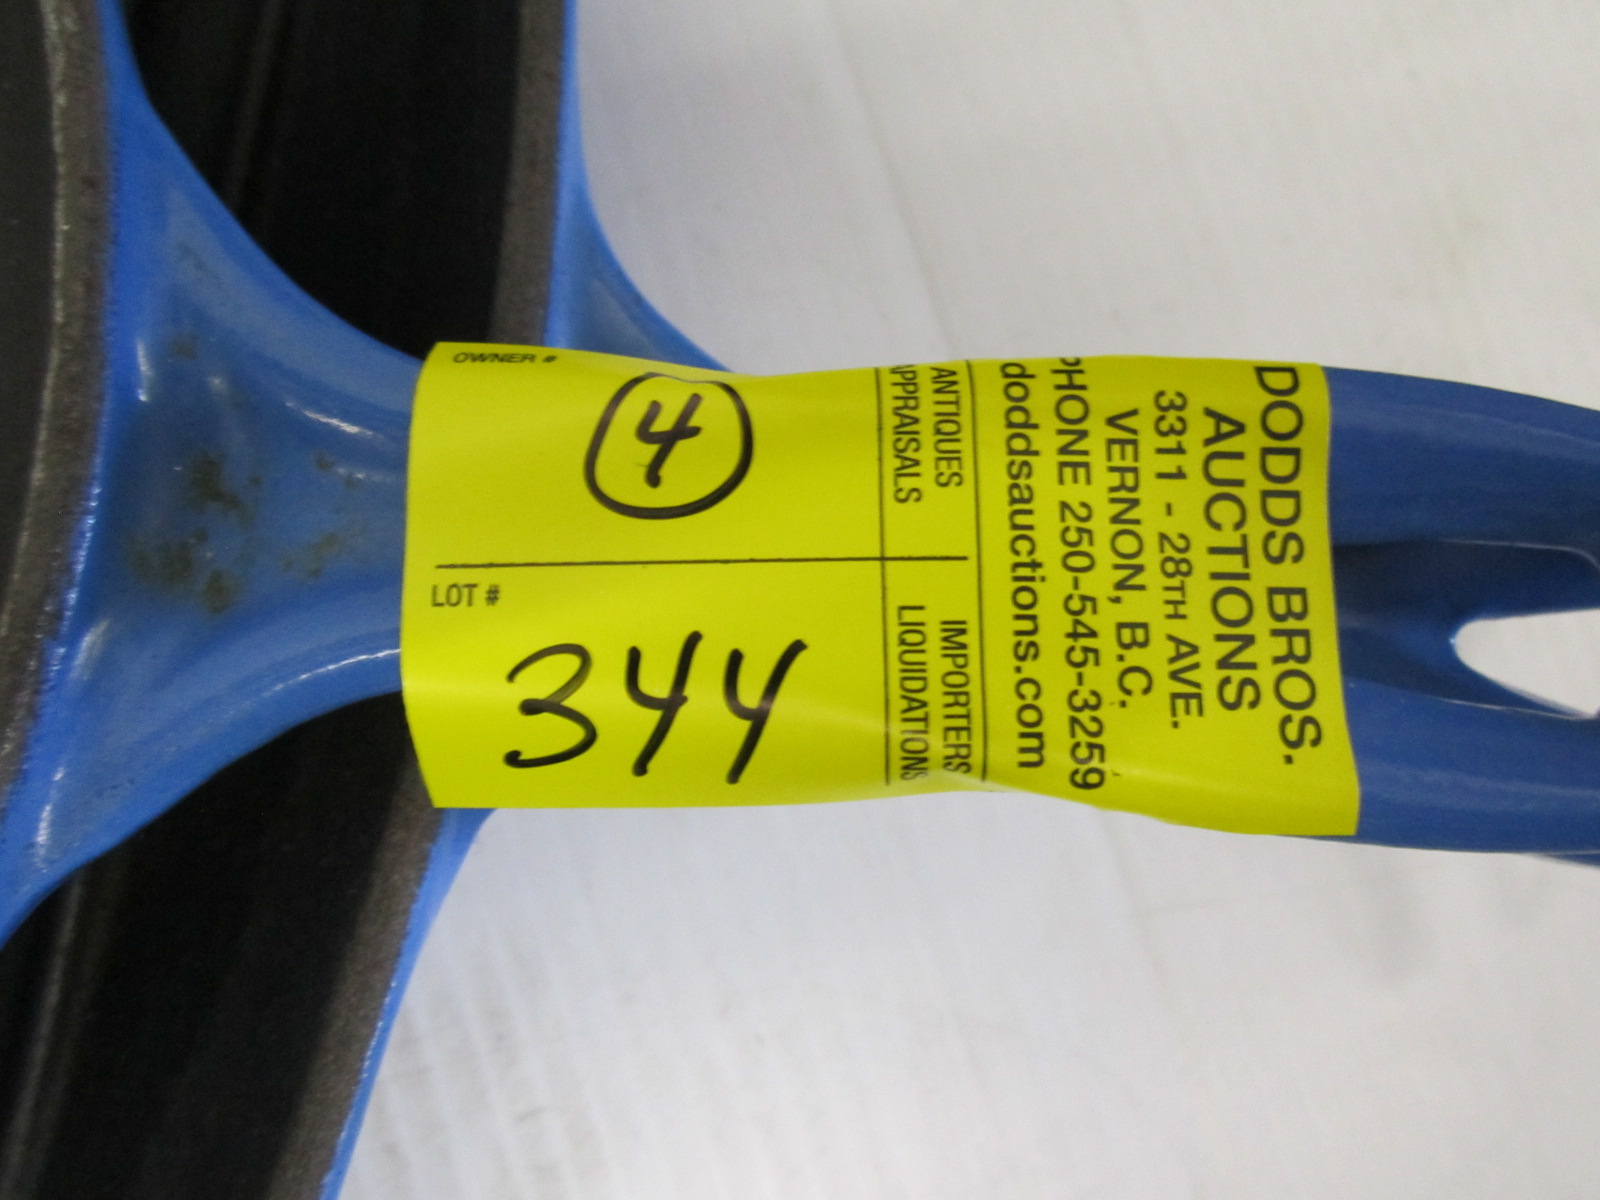 DODDS BROS.
AUCTIONS
3311 - 28TH AVE.
VERNON, B.C.
PHONE 250-545-3259
doddsauctions.com
ANTIQUES
APPRAISALS
IMPORTERS
LIQUIDATIONS
OWNER #
4
LOT #
344